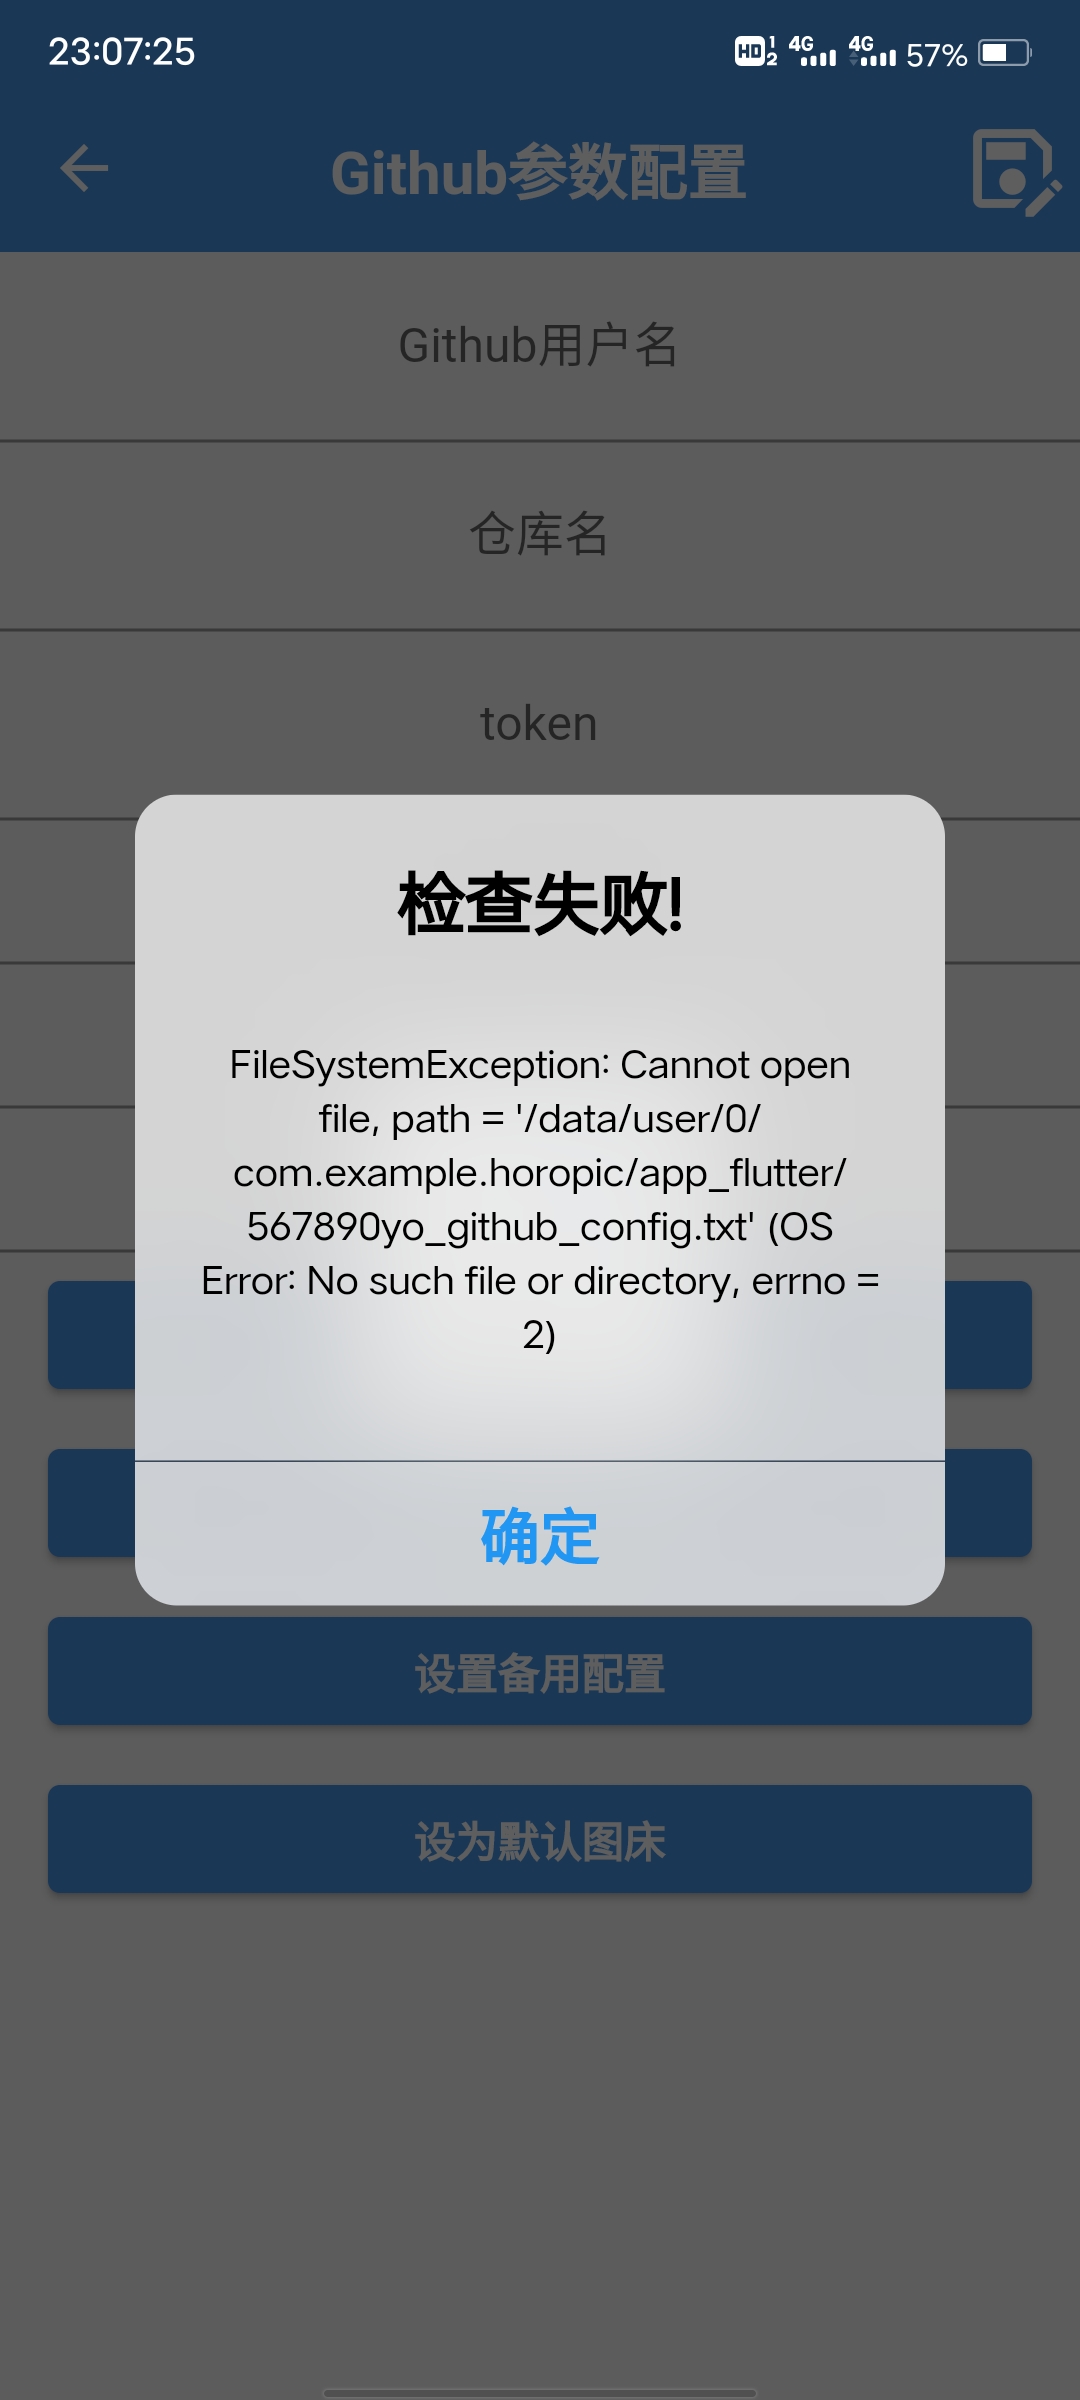 23:07:25
HD 1 2 4G 4G 57%
Github参数配置
Github用户名
仓库名
token
检查失败!
FileSystemException: Cannot open
file, path = '/data/user/0/
com.example.horopic/app_flutter/
567890yo_github_config.txt' (OS
Error: No such file or directory, errno =
2)
确定
设置备用配置
设为默认图床